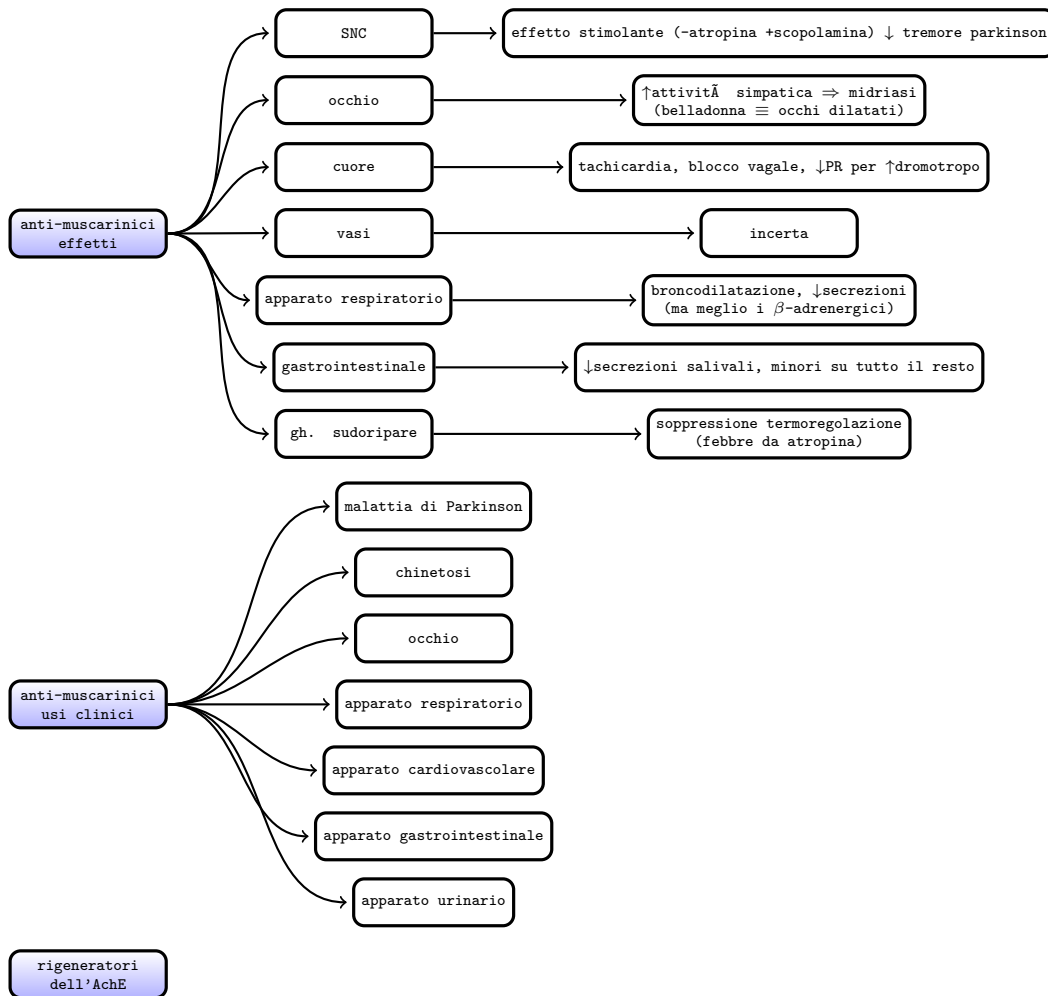 SNC
effetto stimolante (-atropina +scopolamina) ↓ tremore parkinson
occhio
↑attivitÃ simpatica ⇒ midriasi
(belladonna ≡ occhi dilatati)
cuore
tachicardia, blocco vagale, ↓PR per ↑dromotropo
anti-muscarinici
effetti
vasi
incerta
apparato respiratorio
broncodilatazione, ↓secrezioni
(ma meglio i β-adrenergici)
gastrointestinale
↓secrezioni salivali, minori su tutto il resto
gh. sudoripare
soppressione termoregolazione
(febbre da atropina)
malattia di Parkinson
chinetosi
occhio
anti-muscarinici
usi clinici
apparato respiratorio
apparato cardiovascolare
apparato gastrointestinale
apparato urinario
rigeneratori
dell'AchE